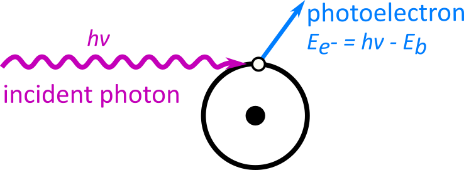 photoelectron
hν
Ee- = hν - Eb
incident photon